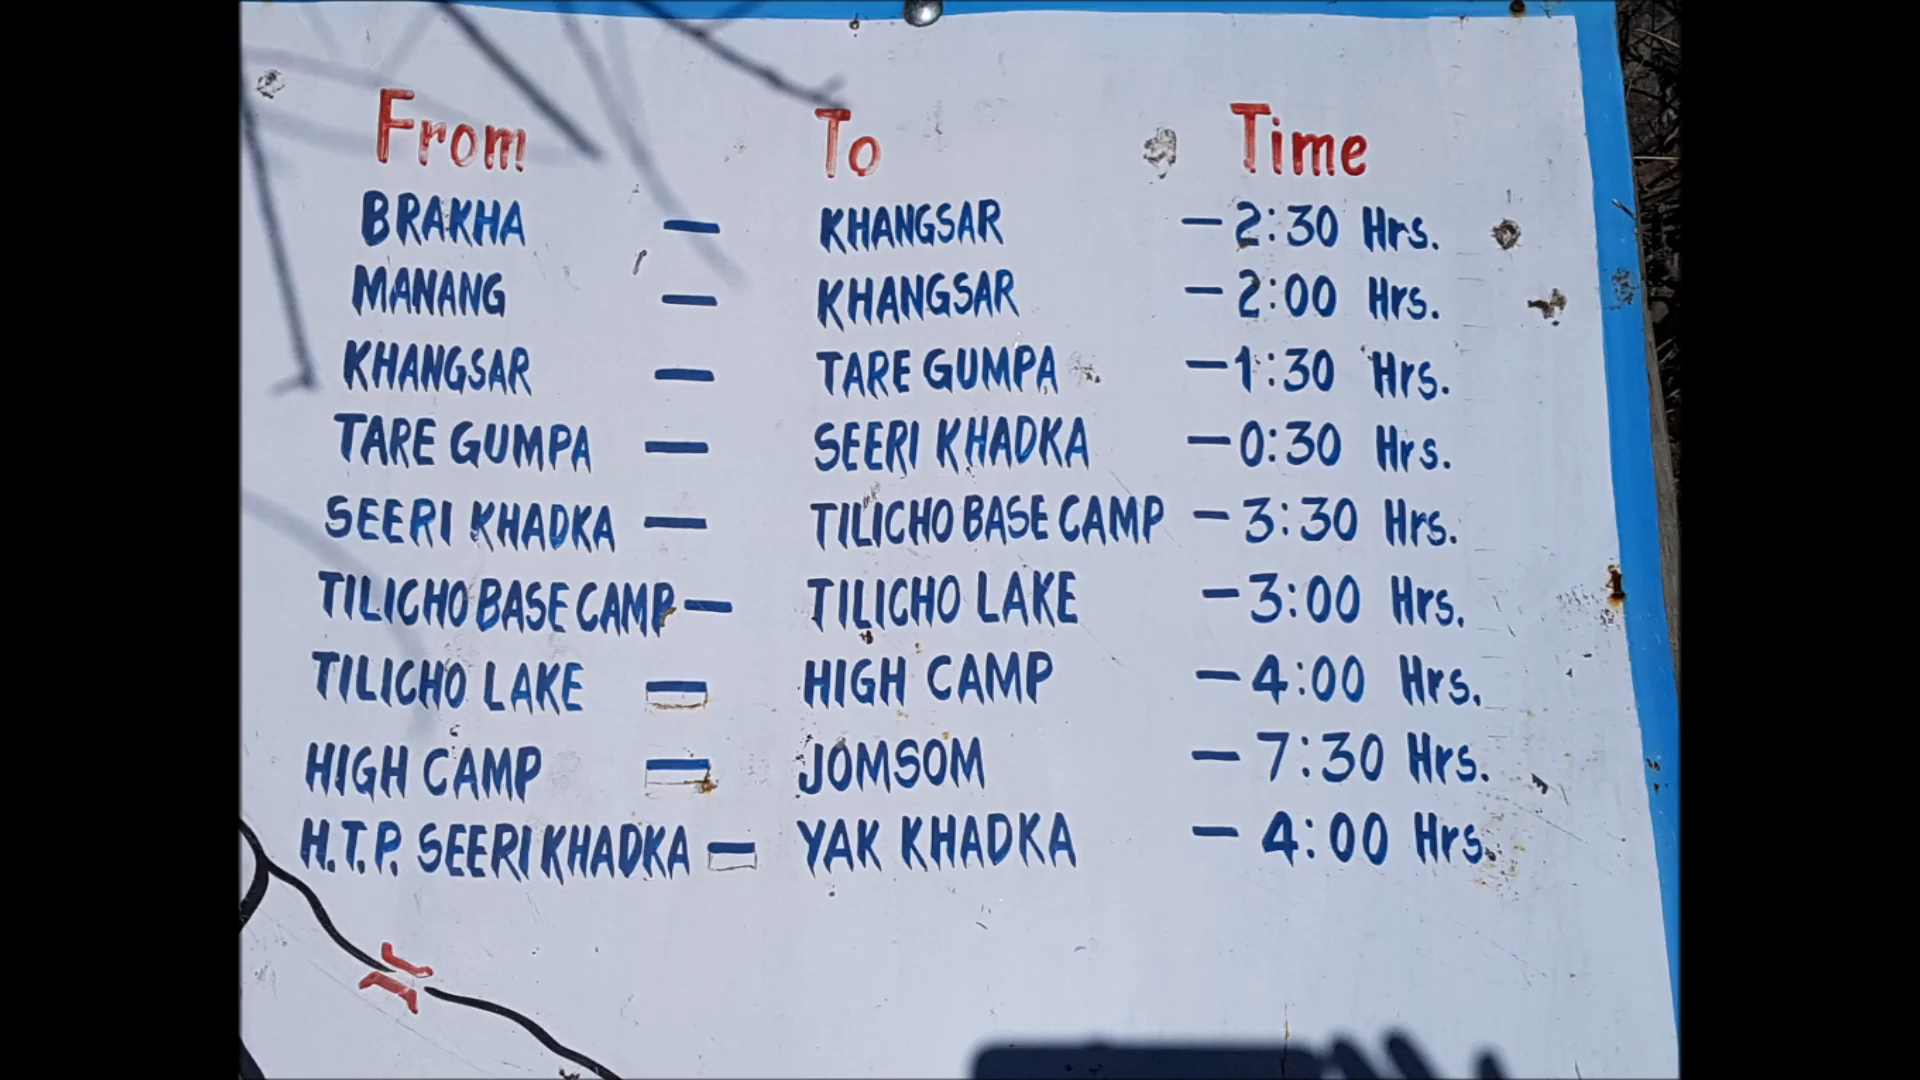 From To Time
BRAKHA — KHANGSAR — 2:30 Hrs.
MANANG — KHANGSAR — 2:00 Hrs.
KHANGSAR — TARE GUMPA — 1:30 Hrs.
TARE GUMPA — SEERI KHADKA — 0:30 Hrs.
SEERI KHADKA — TILICHO BASE CAMP — 3:30 Hrs.
TILICHO BASE CAMP — TILICHO LAKE — 3:00 Hrs.
TILICHO LAKE — HIGH CAMP — 4:00 Hrs.
HIGH CAMP — JOMSOM — 7:30 Hrs.
H.T.P. SEERI KHADKA — YAK KHADKA — 4:00 Hrs.